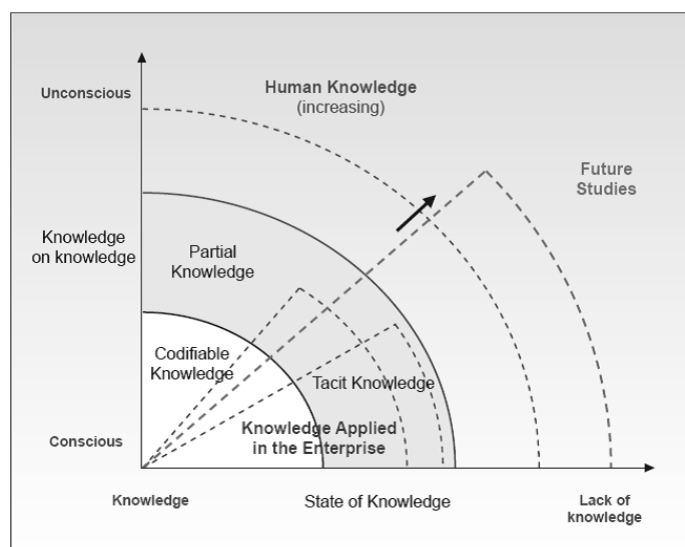 Unconscious
Human Knowledge
(increasing)
Future
Studies
Knowledge
on knowledge
Partial
Knowledge
Codifiable
Knowledge
Tacit Knowledge
Knowledge Applied
in the Enterprise
Conscious
Knowledge
State of Knowledge
Lack of
knowledge